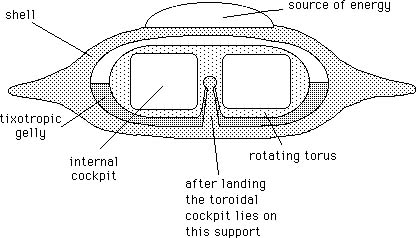 source of energy
shell
tixotropic
gelly
internal
cockpit
rotating torus
after landing
the toroidal
cockpit lies on
this support